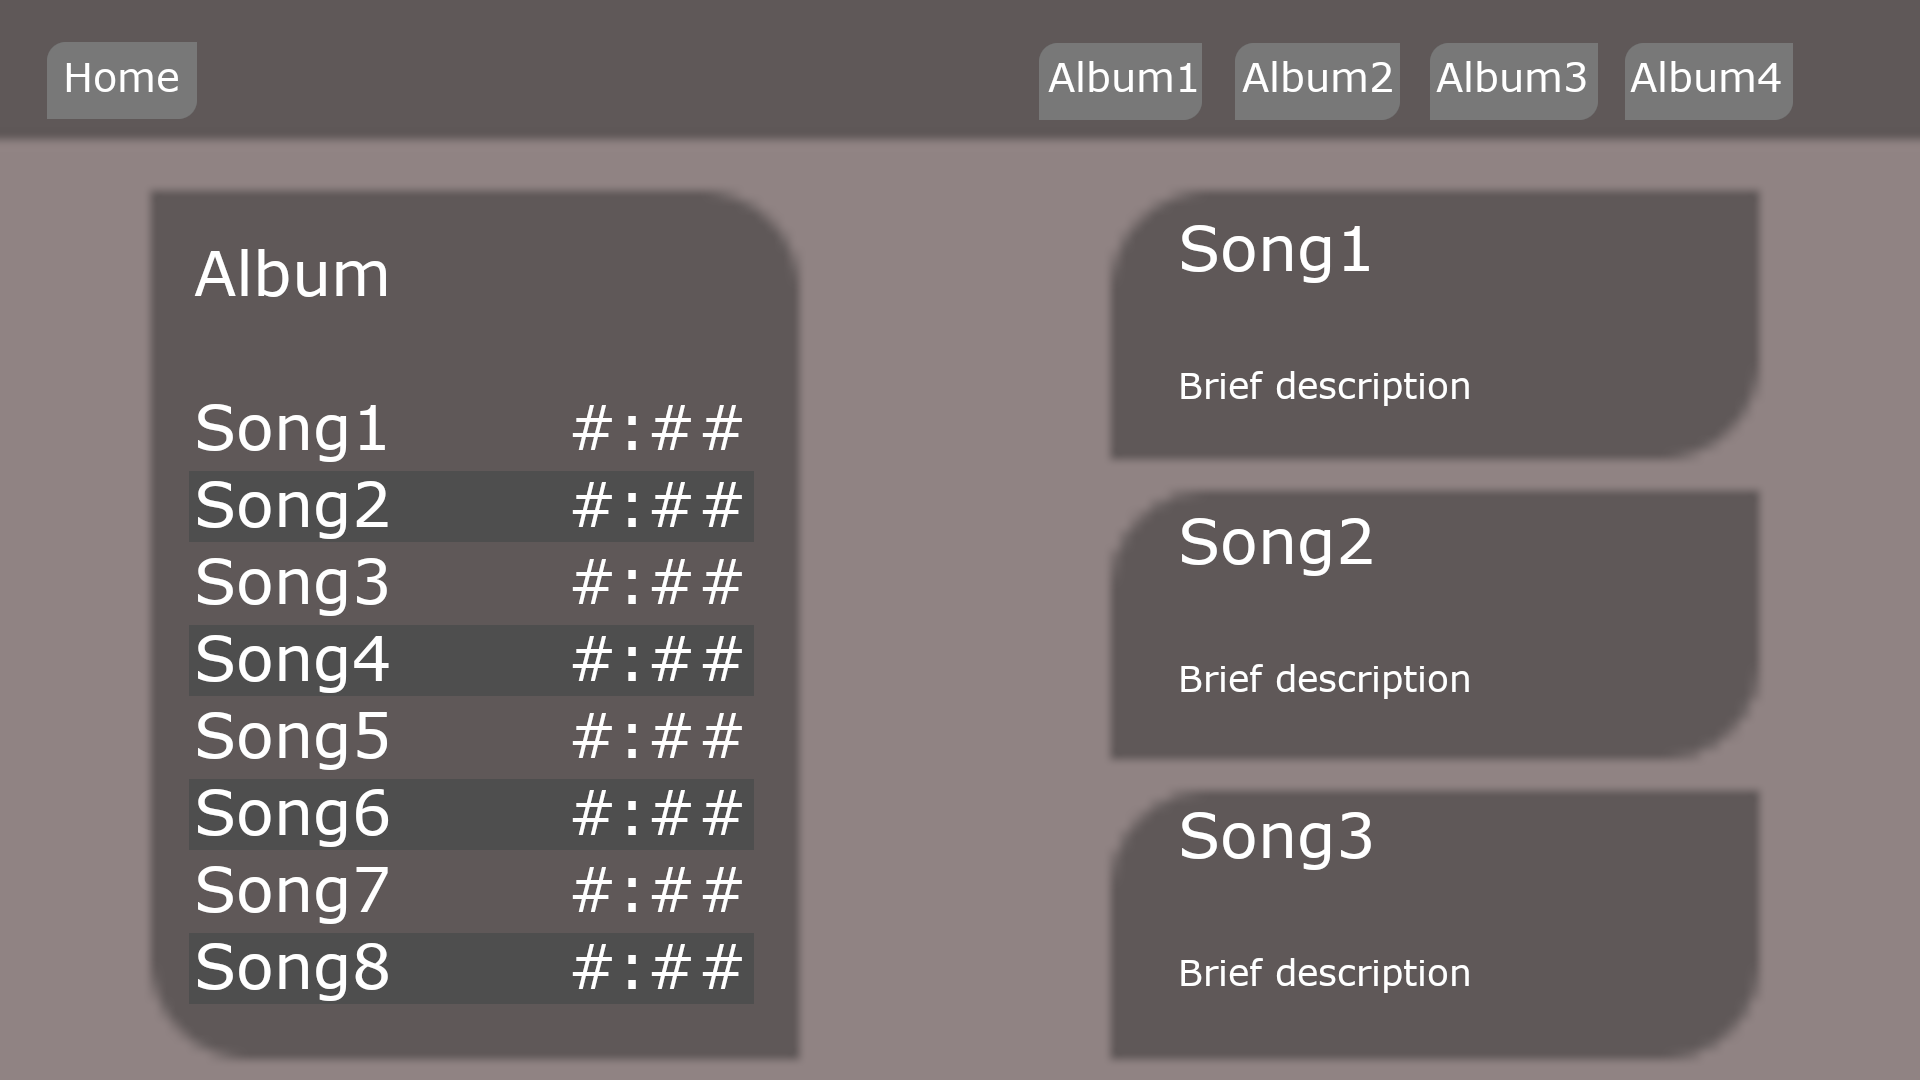 Home Album1 Album2 Album3 Album4
Album
Song1 #:##
Song2 #:##
Song3 #:##
Song4 #:##
Song5 #:##
Song6 #:##
Song7 #:##
Song8 #:##
Song1
Brief description
Song2
Brief description
Song3
Brief description